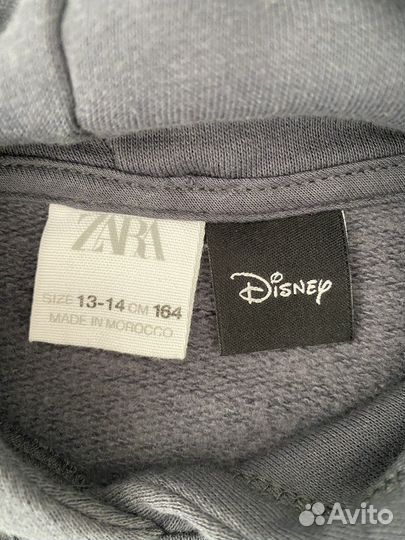 ZARA
SIZE 13-14 CM 164
MADE IN MOROCCO
Disney
Avito